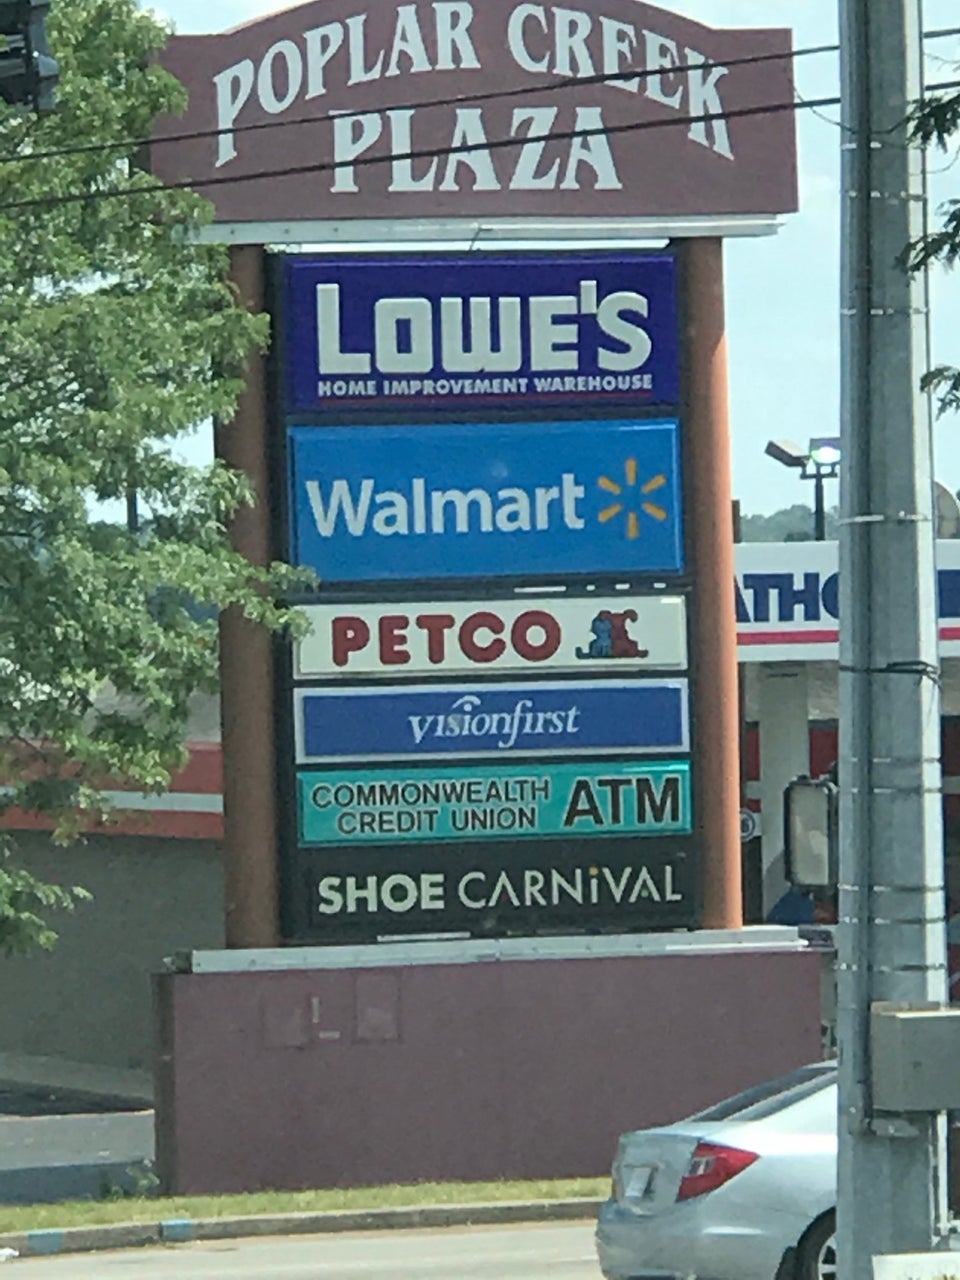 POPLAR CREEK
PLAZA
LOWE'S
HOME IMPROVEMENT WAREHOUSE
Walmart
PETCO
visionfirst
COMMONWEALTH
CREDIT UNION
ATM
SHOE CARNiVAL